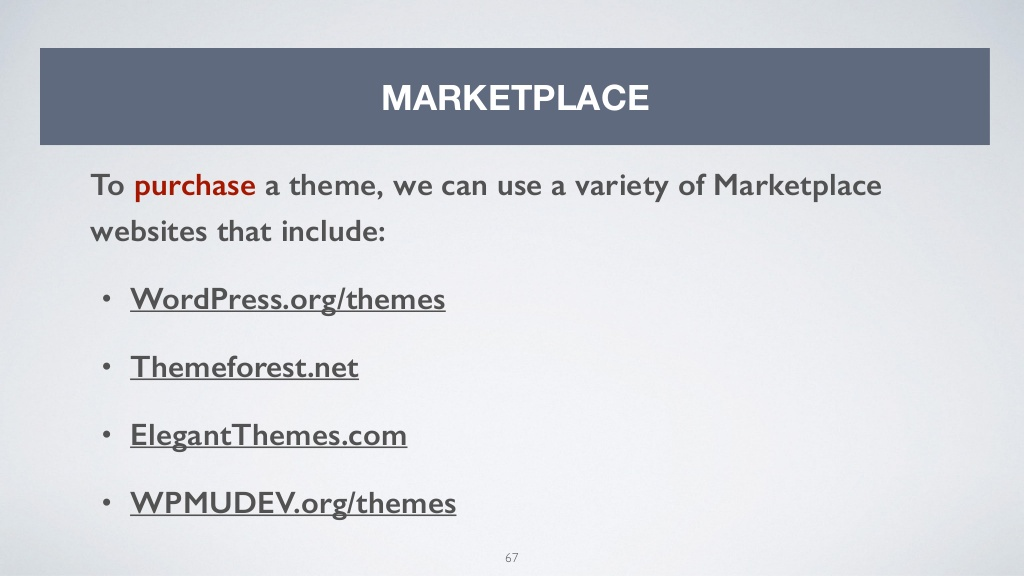 MARKETPLACE
To purchase a theme, we can use a variety of Marketplace
websites that include:
• WordPress.org/themes
• Themeforest.net
• ElegantThemes.com
• WPMUDEV.org/themes
67